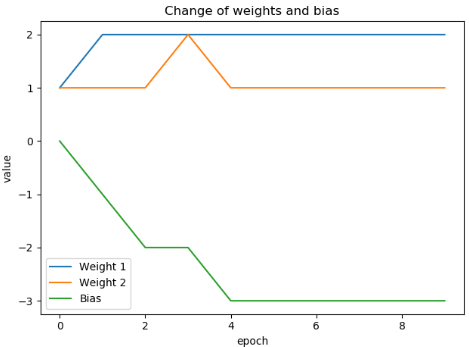 Change of weights and bias
2
1
0
−1
−2
−3
value
Weight 1
Weight 2
Bias
0 2 4 6 8
epoch